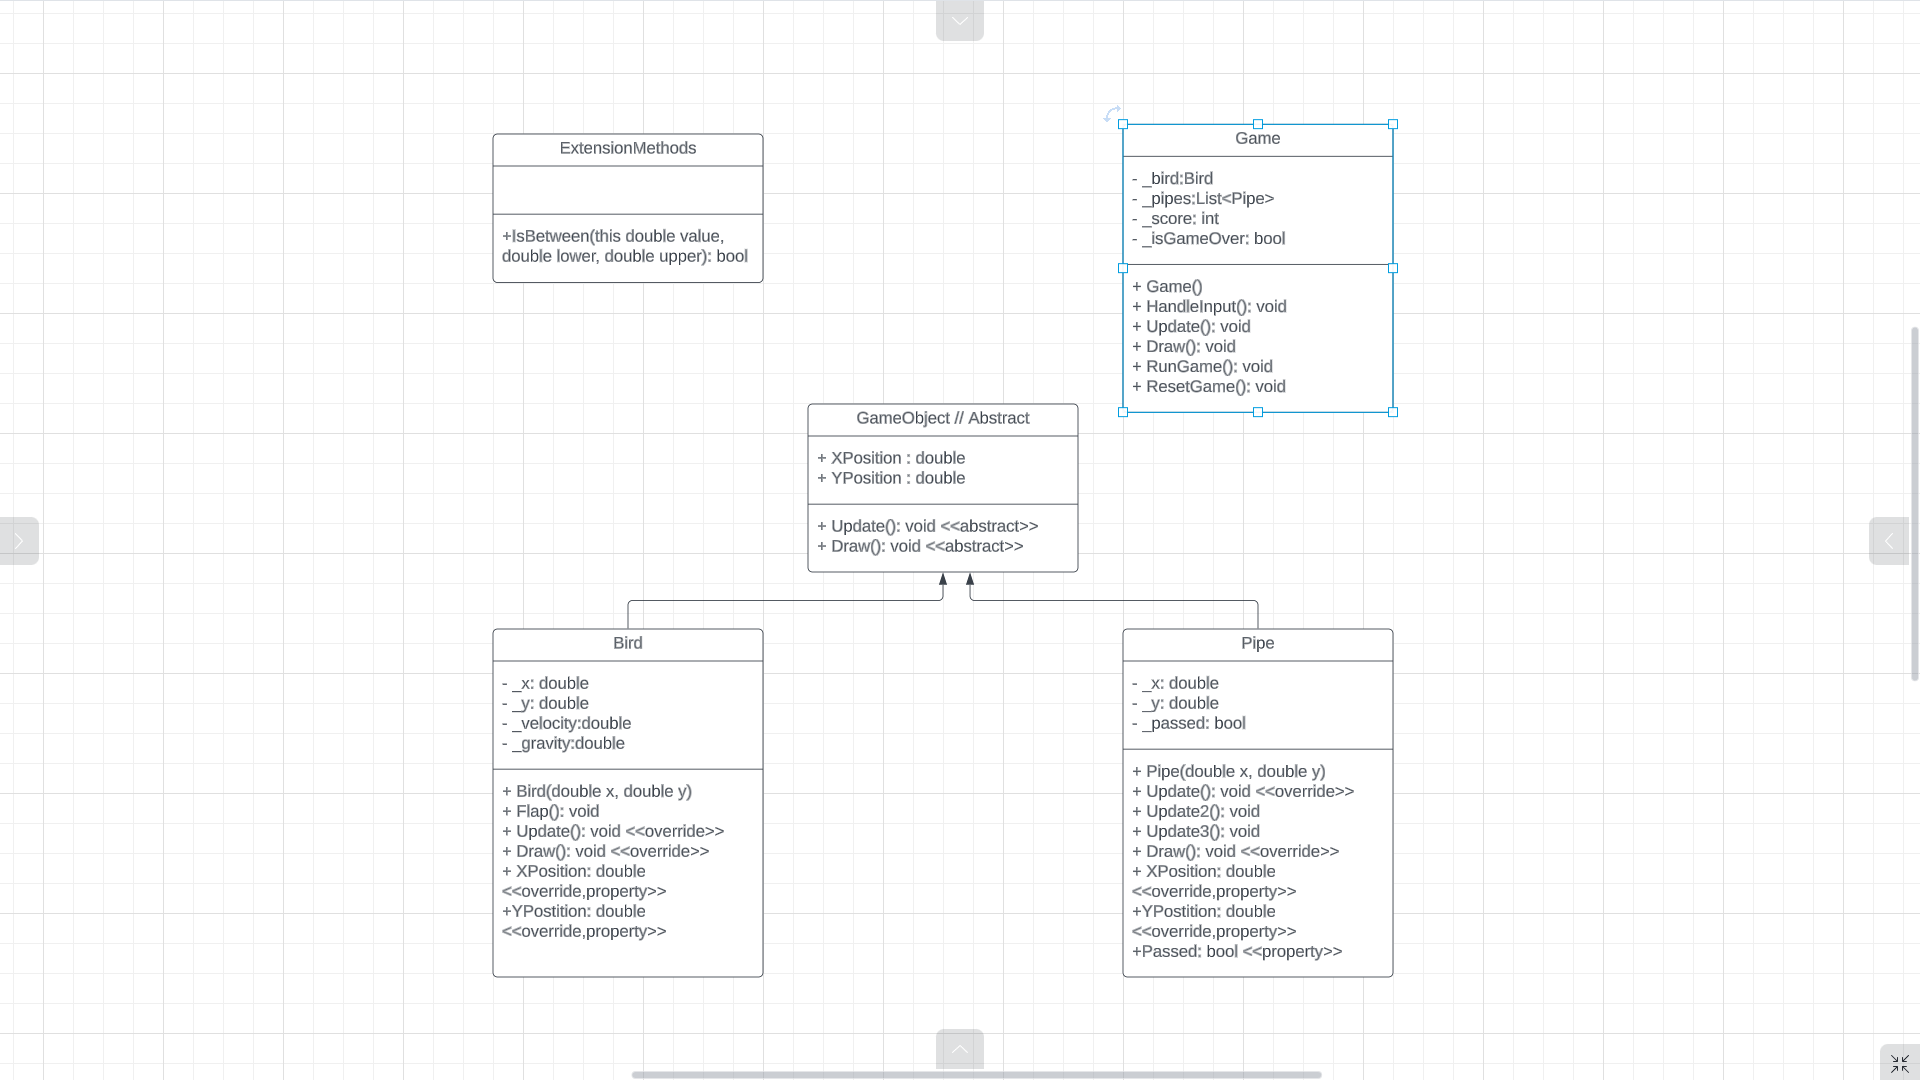 ExtensionMethods
+IsBetween(this double value,
double lower, double upper): bool
Game
- _bird:Bird
- _pipes:List<Pipe>
- _score: int
- _isGameOver: bool
+ Game()
+ HandleInput(): void
+ Update(): void
+ Draw(): void
+ RunGame(): void
+ ResetGame(): void
GameObject // Abstract
+ XPosition : double
+ YPosition : double
+ Update(): void <<abstract>>
+ Draw(): void <<abstract>>
Bird
- _x: double
- _y: double
- _velocity:double
- _gravity:double
+ Bird(double x, double y)
+ Flap(): void
+ Update(): void <<override>>
+ Draw(): void <<override>>
+ XPosition: double
<<override,property>>
+YPostition: double
<<override,property>>
Pipe
- _x: double
- _y: double
- _passed: bool
+ Pipe(double x, double y)
+ Update(): void <<override>>
+ Update2(): void
+ Update3(): void
+ Draw(): void <<override>>
+ XPosition: double
<<override,property>>
+YPostition: double
<<override,property>>
+Passed: bool <<property>>